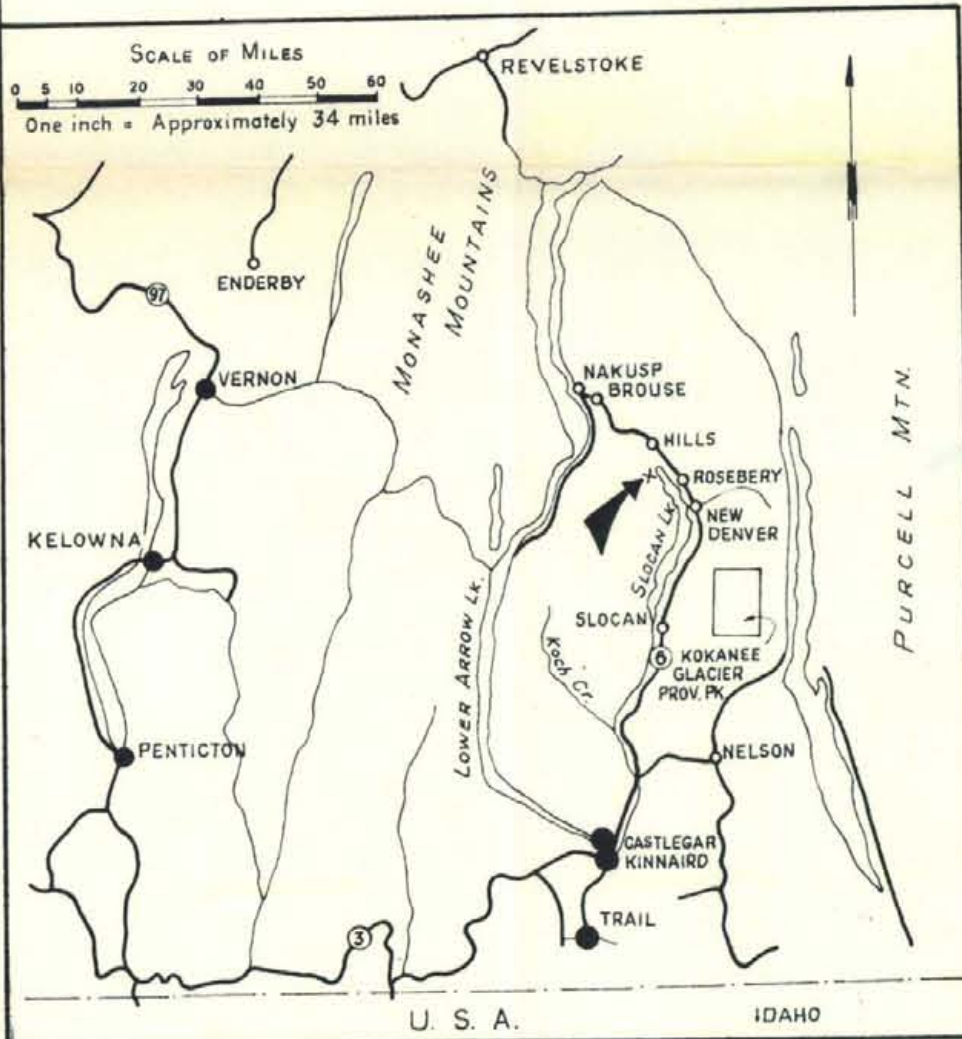 SCALE OF MILES
0 5 10 20 30 40 50 60
One inch = Approximately 34 miles
REVELSTOKE
MONASHEE
MOUNTAINS
ENDERBY
97
VERNON
NAKUSP
BROUSE
HILLS
X
ROSEBERY
NEW
DENVER
PURCELL MTN.
KELOWNA
SLOCAN LK.
LOWER ARROW LK.
SLOCAN
Koch Cr.
6
KOKANEE
GLACIER
PROV. PK.
PENTICTON
NELSON
CASTLEGAR
KINNAIRD
TRAIL
3
U. S. A.
IDAHO